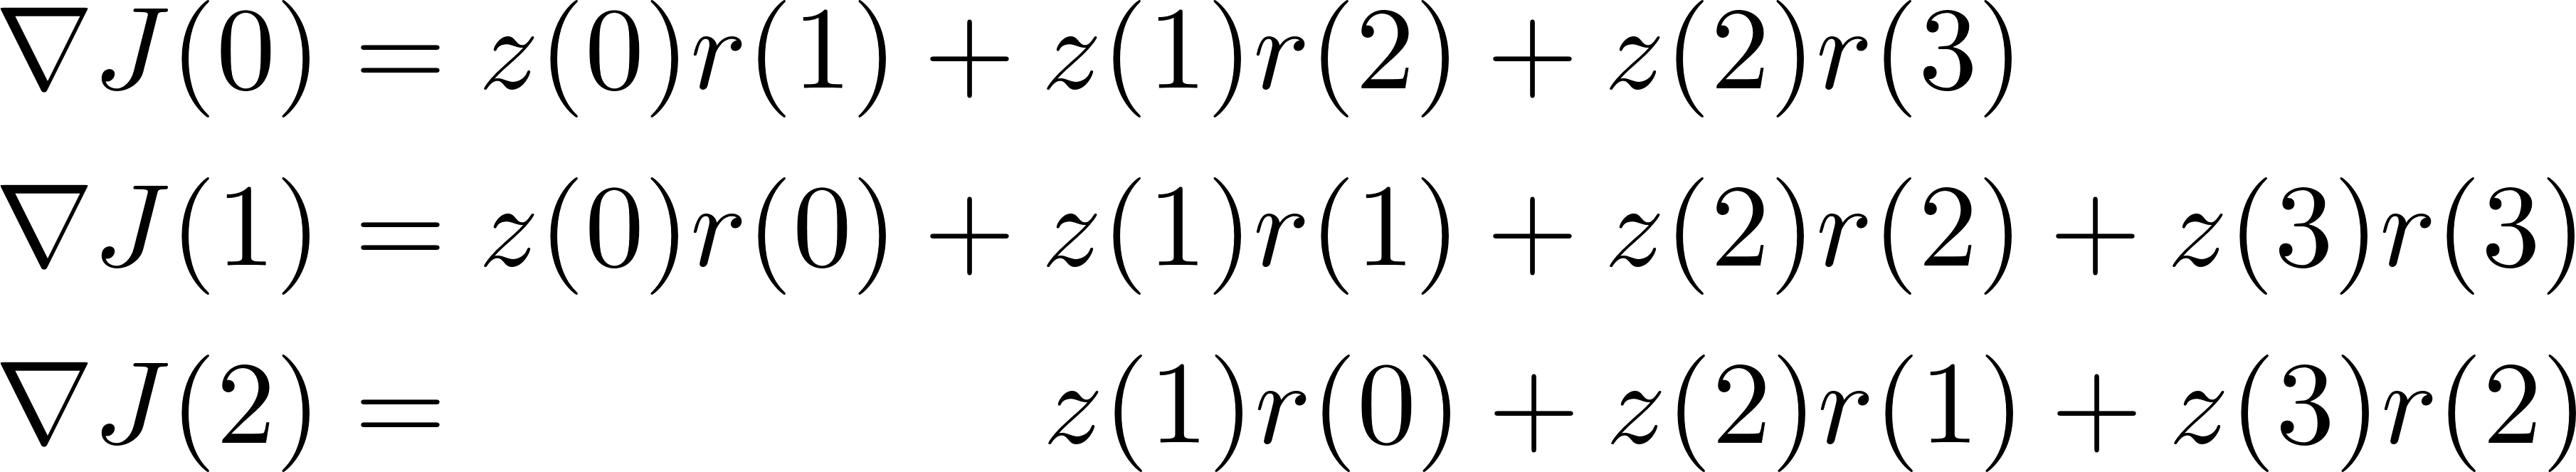 ∇J(0) = z(0)r(1) + z(1)r(2) + z(2)r(3)
∇J(1) = z(0)r(0) + z(1)r(1) + z(2)r(2) + z(3)r(3)
∇J(2) = z(1)r(0) + z(2)r(1) + z(3)r(2)